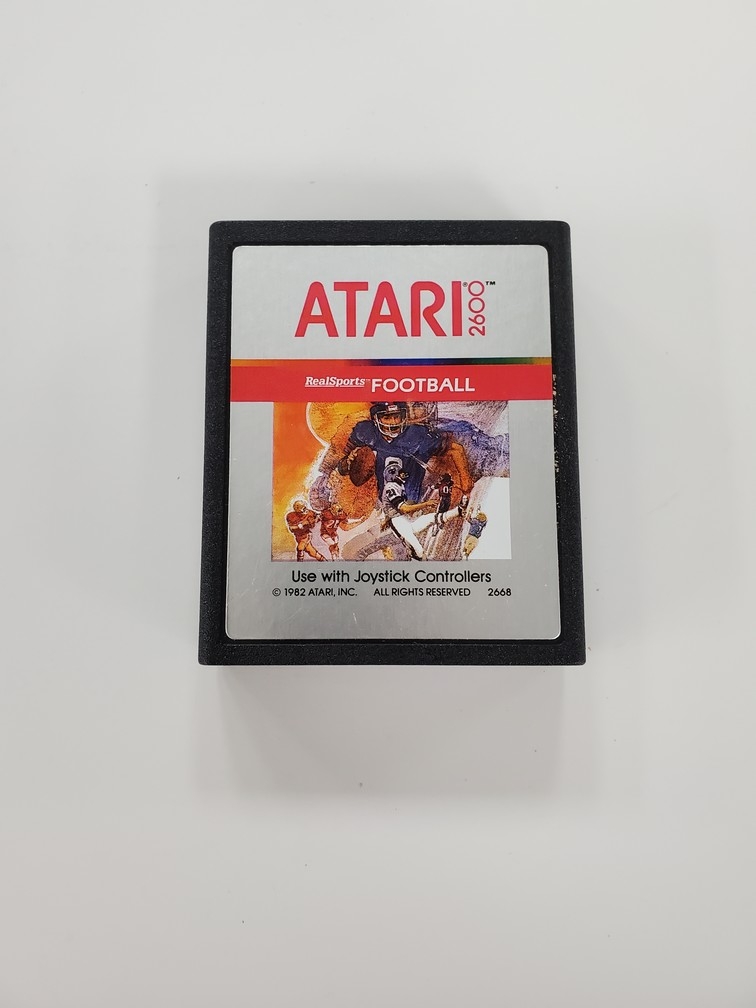 ATARI® 2600™
RealSports™ FOOTBALL
Use with Joystick Controllers
© 1982 ATARI, INC. ALL RIGHTS RESERVED 2668